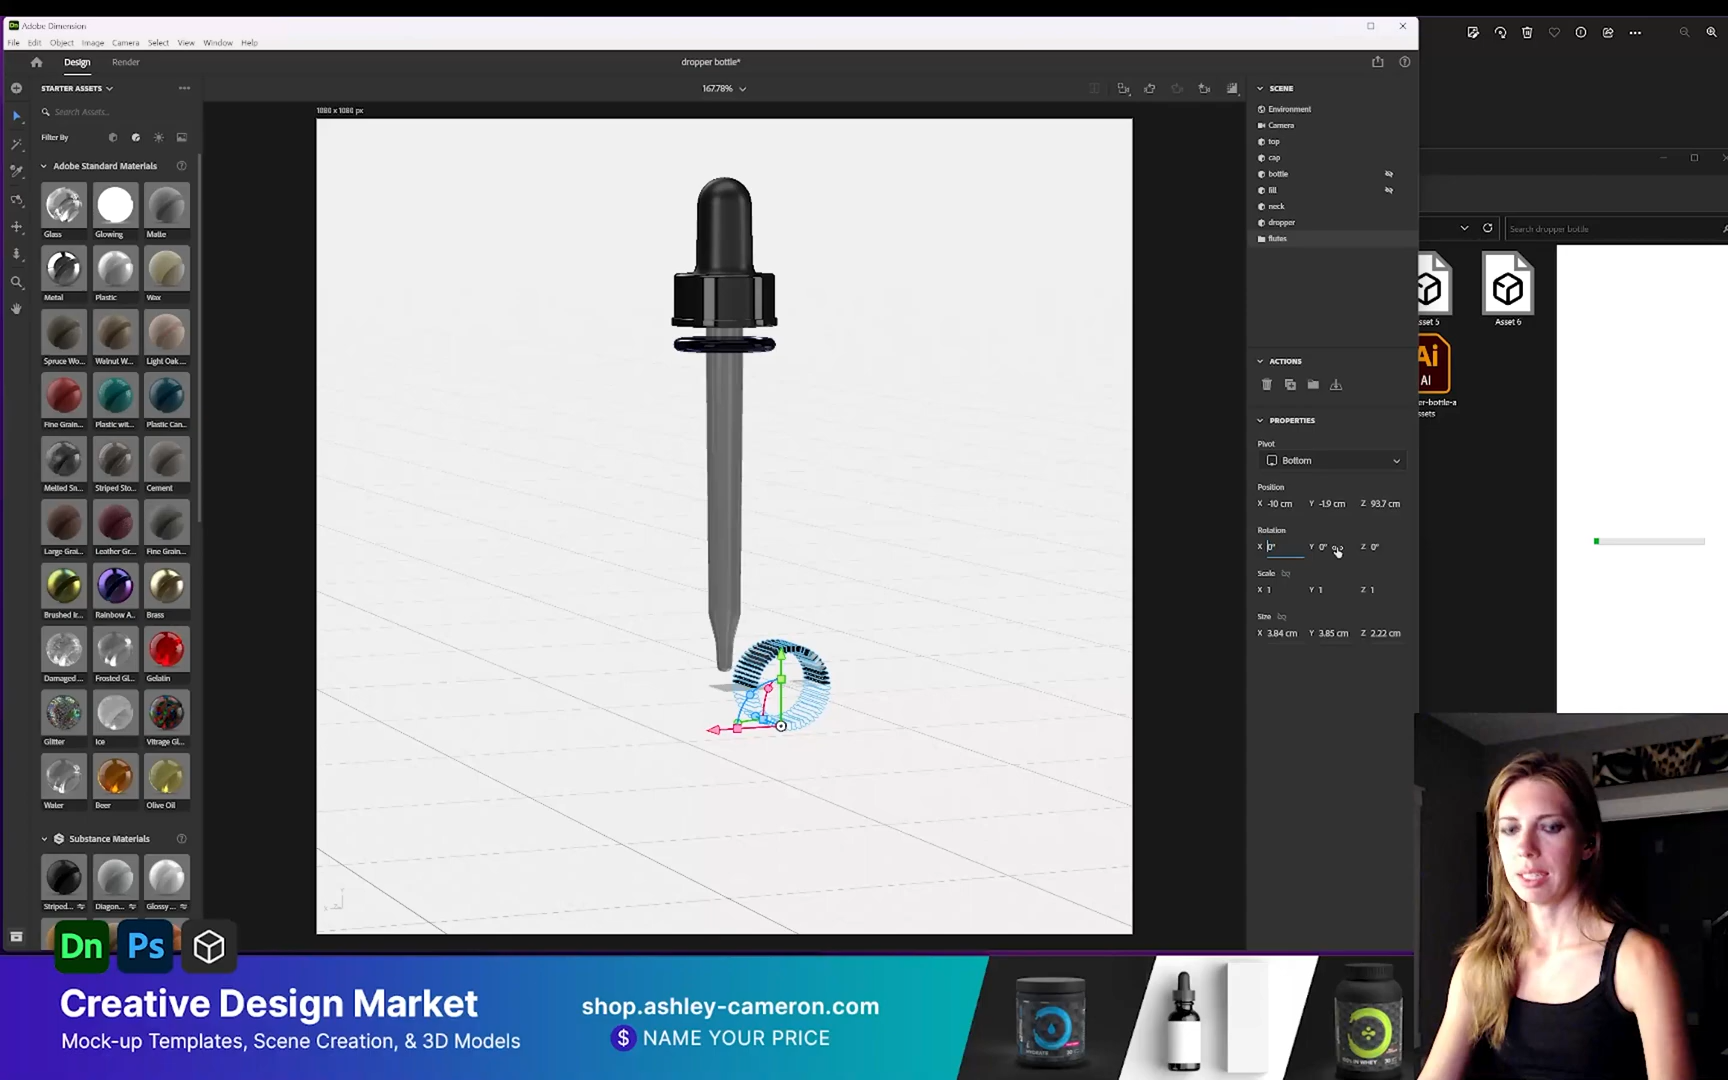 Dn Adobe Dimension
File Edit Object Image Camera Select View Window Help
Design Render
dropper bottle*
STARTER ASSETS
167.78%
Search Assets...
Filter By
Adobe Standard Materials
Glass Glowing Matte
Metal Plastic Wax
Spruce Wo... Walnut W... Light Oak...
Fine Grain... Plastic wit... Plastic Can...
Melted Sn... Striped Sto... Cement
Large Grai... Leather Gr... Fine Grain...
Brushed Ir... Rainbow A... Brass
Damaged ... Frosted Gl... Gelatin
Glitter Ice Vitrage Gl...
Water Beer Olive Oil
Substance Materials
Striped... Diagon... Glossy...
1080 x 1080 px
SCENE
Environment
Camera
top
cap
bottle
fill
neck
dropper
flutes
ACTIONS
PROPERTIES
Pivot
Bottom
Position
X -10 cm Y -1.9 cm Z 93.7 cm
Rotation
X 0° Y 0° Z 0°
Scale
X 1 Y 1 Z 1
Size
X 3.84 cm Y 3.85 cm Z 2.22 cm
Search dropper bottle
sset 5
Asset 6
Ai
AI
er-bottle-a
ssets
Dn Ps
Creative Design Market
Mock-up Templates, Scene Creation, & 3D Models
shop.ashley-cameron.com
$ NAME YOUR PRICE